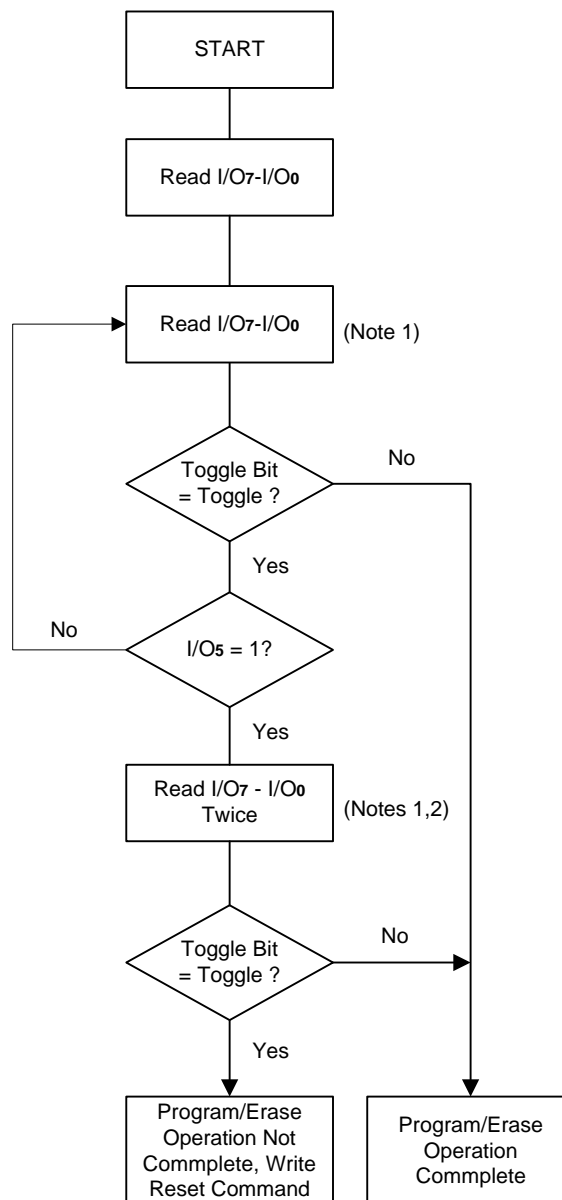 START
Read I/O7-I/O0
Read I/O7-I/O0
(Note 1)
Toggle Bit
= Toggle ?
No
Yes
I/O5 = 1?
No
Yes
Read I/O7 - I/O0
Twice
(Notes 1,2)
Toggle Bit
= Toggle ?
No
Yes
Program/Erase
Operation Not
Commplete, Write
Reset Command
Program/Erase
Operation
Commplete